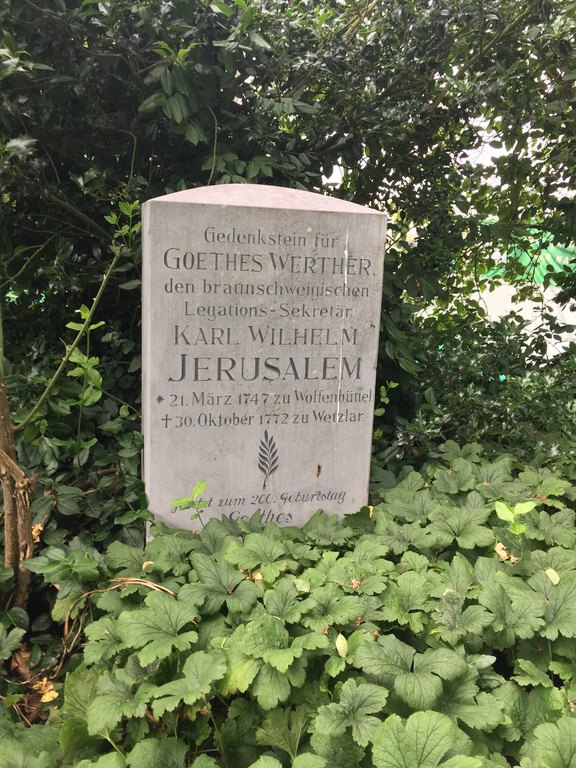 Gedenkstein für
GOETHES WERTHER,
den braunschweigischen
Legations-Sekretär
KARL WILHELM
JERUSALEM
* 21. März 1747 zu Wolfenbüttel
† 30. Oktober 1772 zu Wetzlar.
zum 200. Geburtstag
Goethes